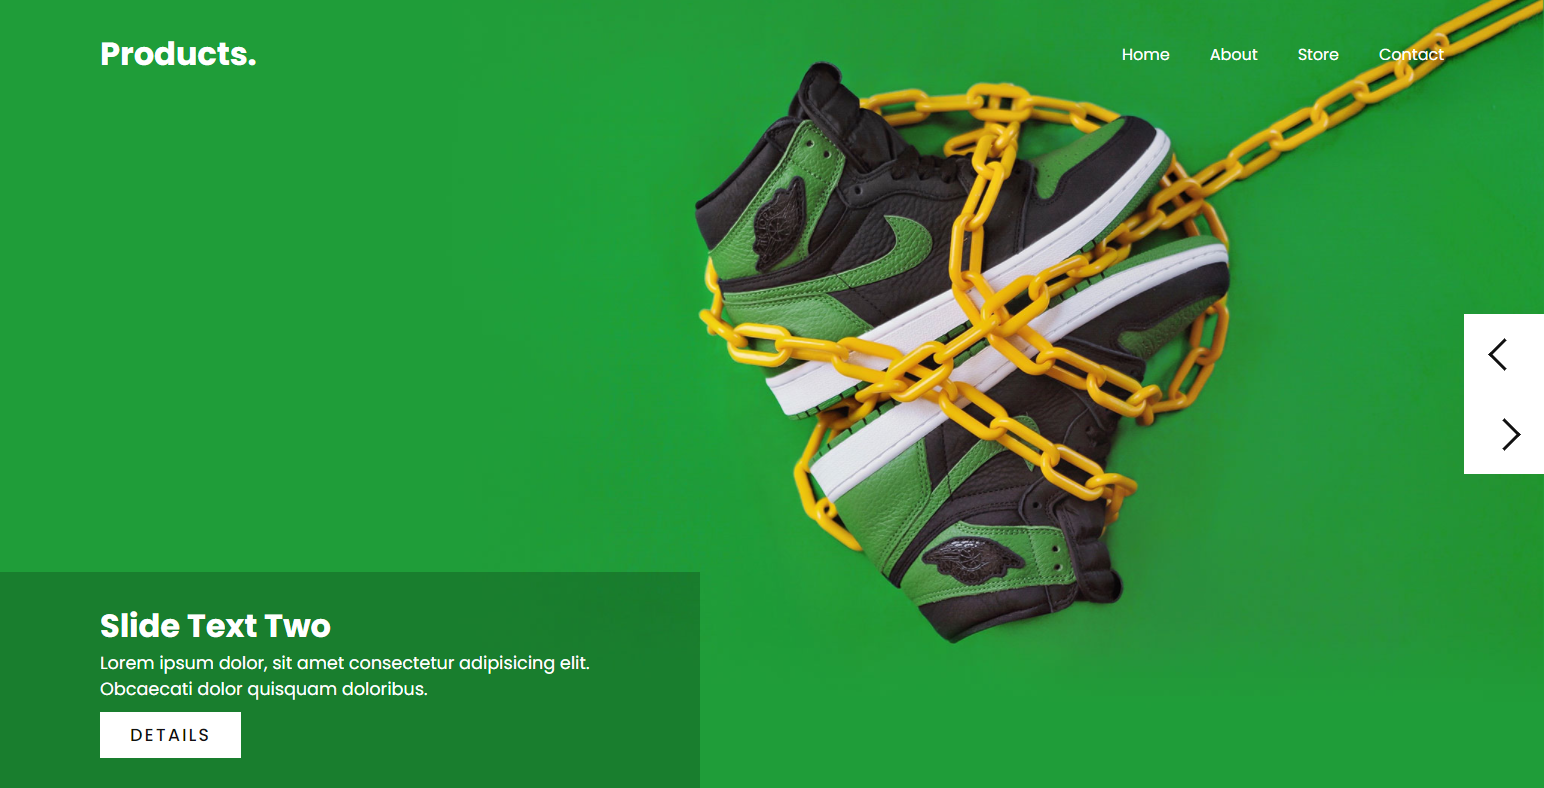 Products.
Home About Store Contact
Slide Text Two
Lorem ipsum dolor, sit amet consectetur adipisicing elit.
Obcaecati dolor quisquam doloribus.
DETAILS